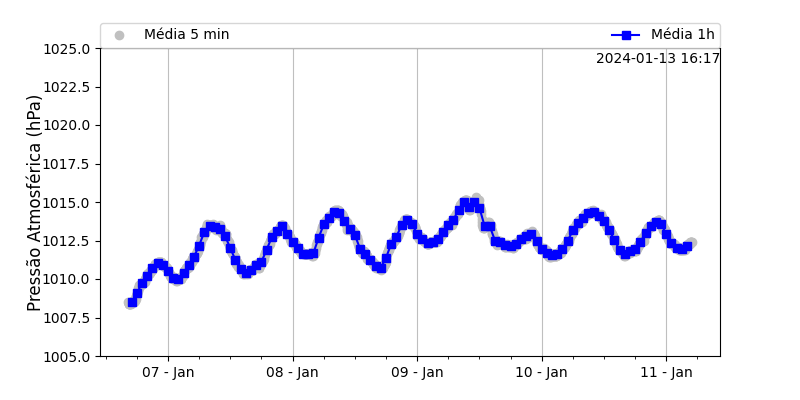 Média 5 min
Média 1h
2024-01-13 16:17
Pressão Atmosférica (hPa)
1025.0
1022.5
1020.0
1017.5
1015.0
1012.5
1010.0
1007.5
1005.0
07 - Jan
08 - Jan
09 - Jan
10 - Jan
11 - Jan